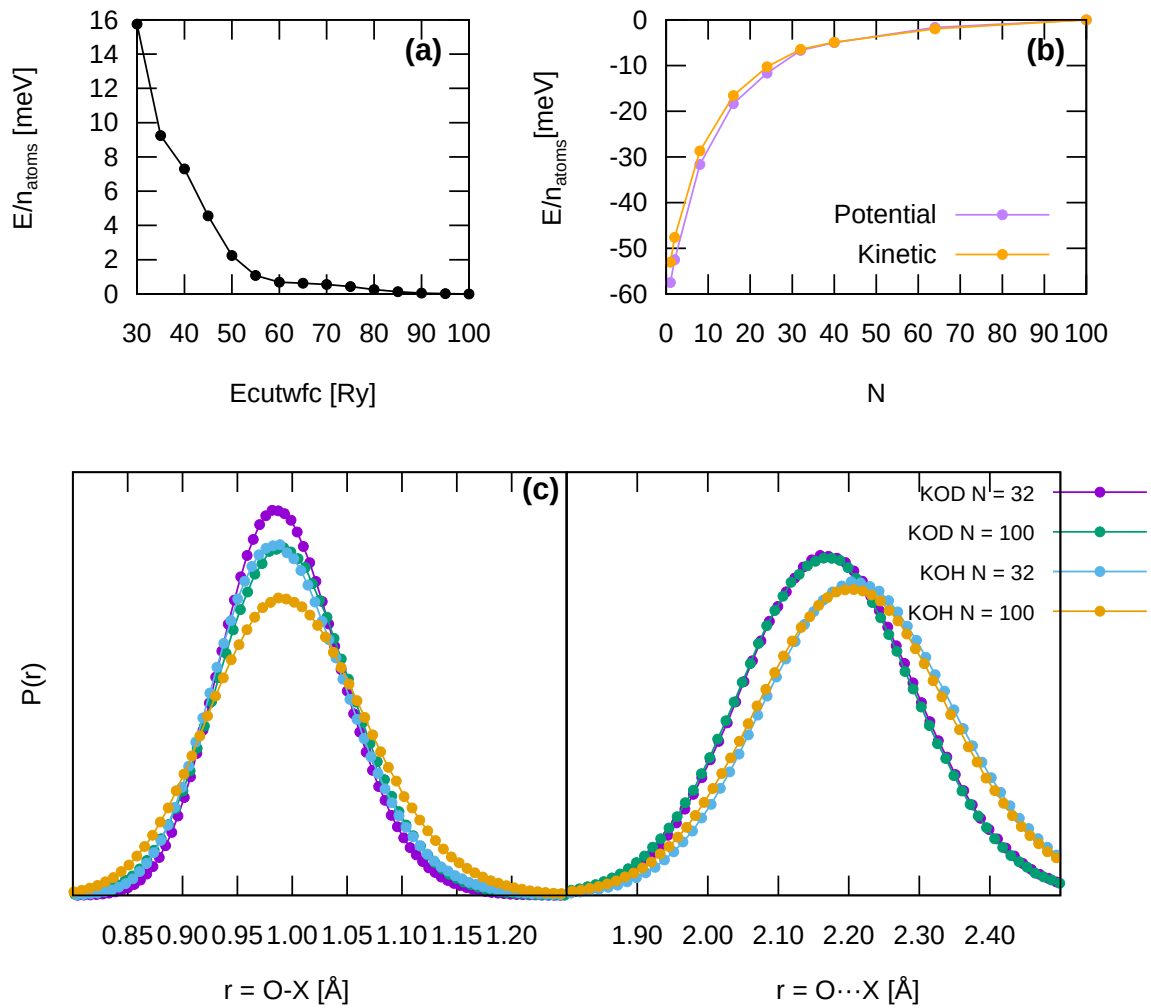 16
14
12
10
8
6
4
2
0
E/n_atoms [meV]
(a)
30 40 50 60 70 80 90 100
Ecutwfc [Ry]
0
-10
-20
-30
-40
-50
-60
E/n_atoms[meV]
(b)
Potential
Kinetic
0 10 20 30 40 50 60 70 80 90 100
N
(c)
KOD N = 32
KOD N = 100
KOH N = 32
KOH N = 100
P(r)
0.85 0.90 0.95 1.00 1.05 1.10 1.15 1.20
1.90 2.00 2.10 2.20 2.30 2.40
r = O-X [Å]
r = O···X [Å]